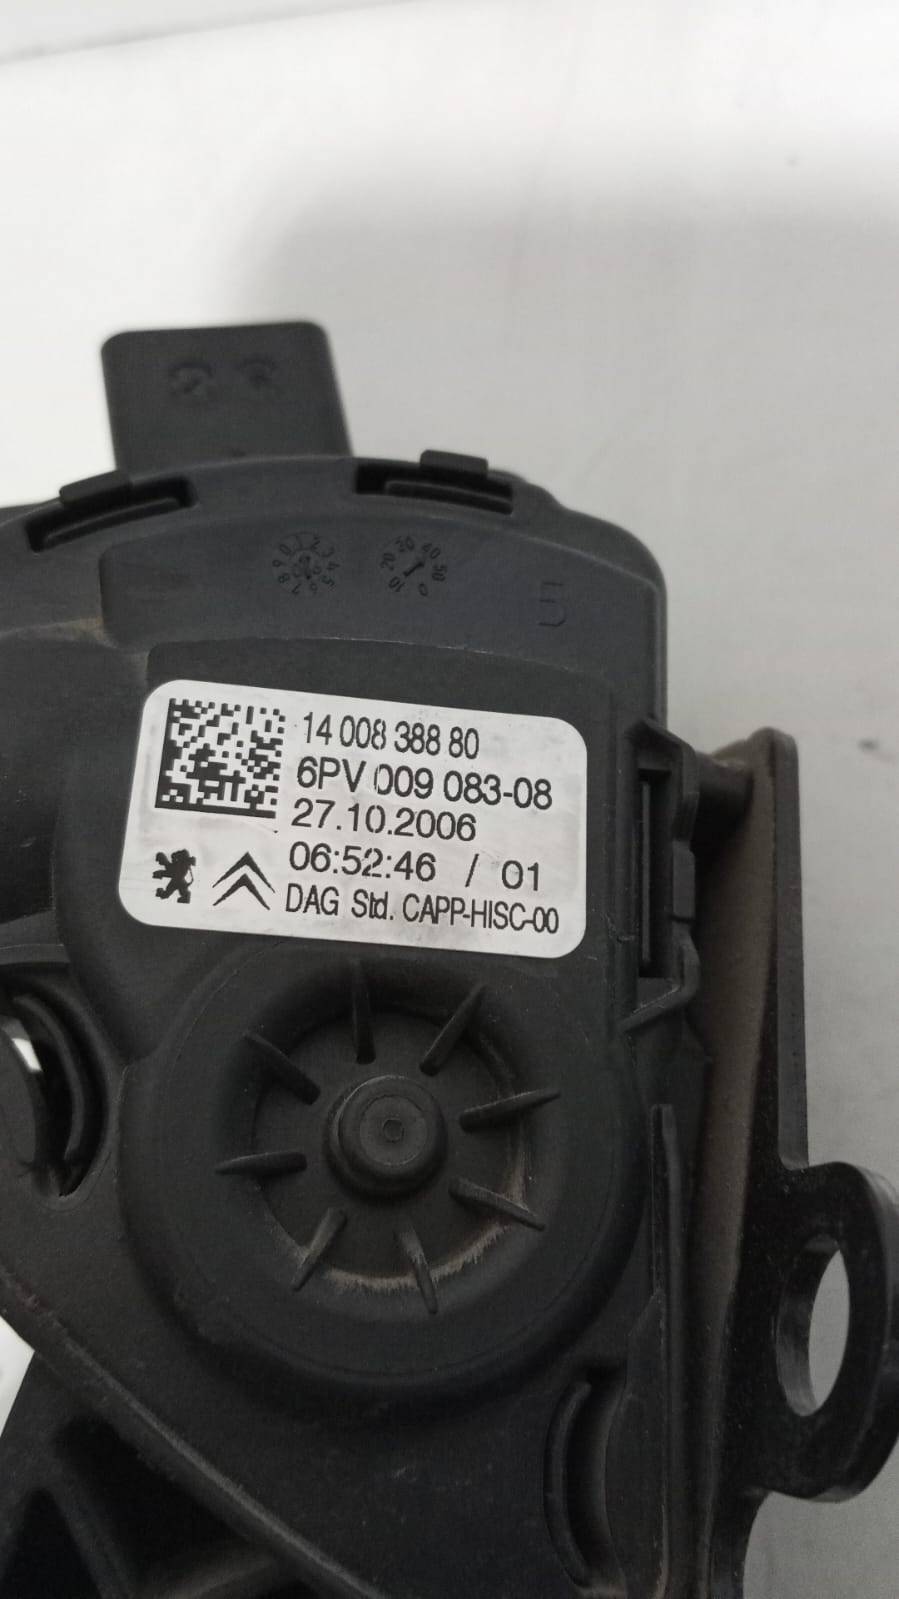 5
14 008 388 80
6PV 009 083-08
27.10.2006
06:52:46 / 01
DAG Std. CAPP-HISC-00